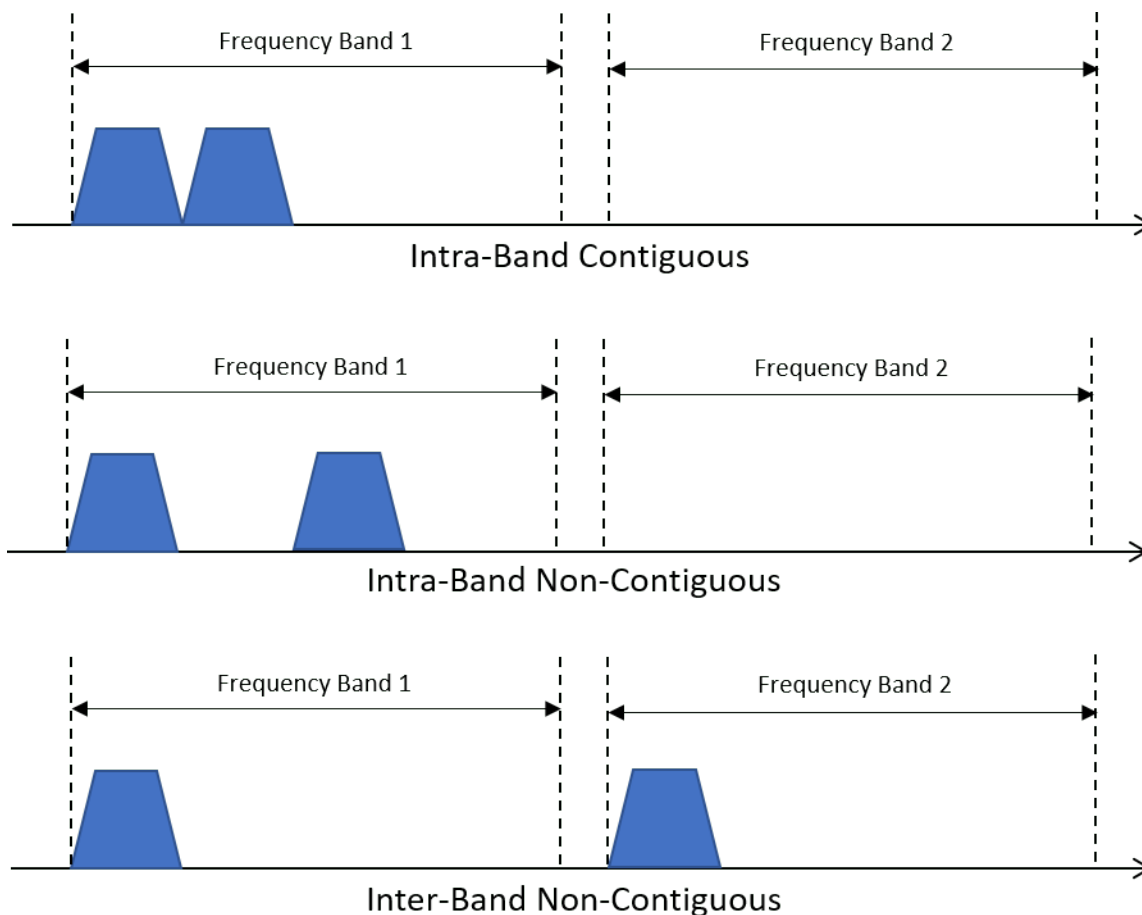 Frequency Band 1
Frequency Band 2
Intra-Band Contiguous
Frequency Band 1
Frequency Band 2
Intra-Band Non-Contiguous
Frequency Band 1
Frequency Band 2
Inter-Band Non-Contiguous